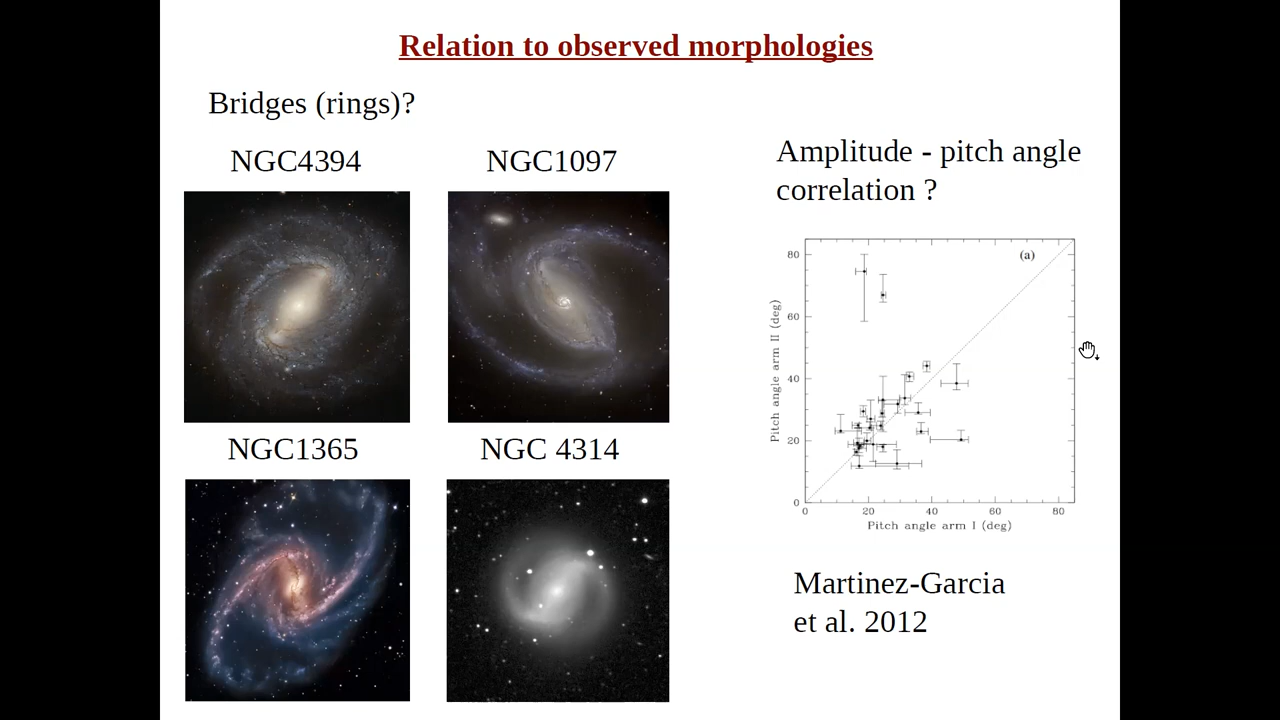 Relation to observed morphologies
Bridges (rings)?
NGC4394
NGC1097
NGC1365
NGC 4314
Amplitude - pitch angle
correlation ?
(a)
80
60
40
20
0
Pitch angle arm II (deg)
0 20 40 60 80
Pitch angle arm I (deg)
Martinez-Garcia
et al. 2012